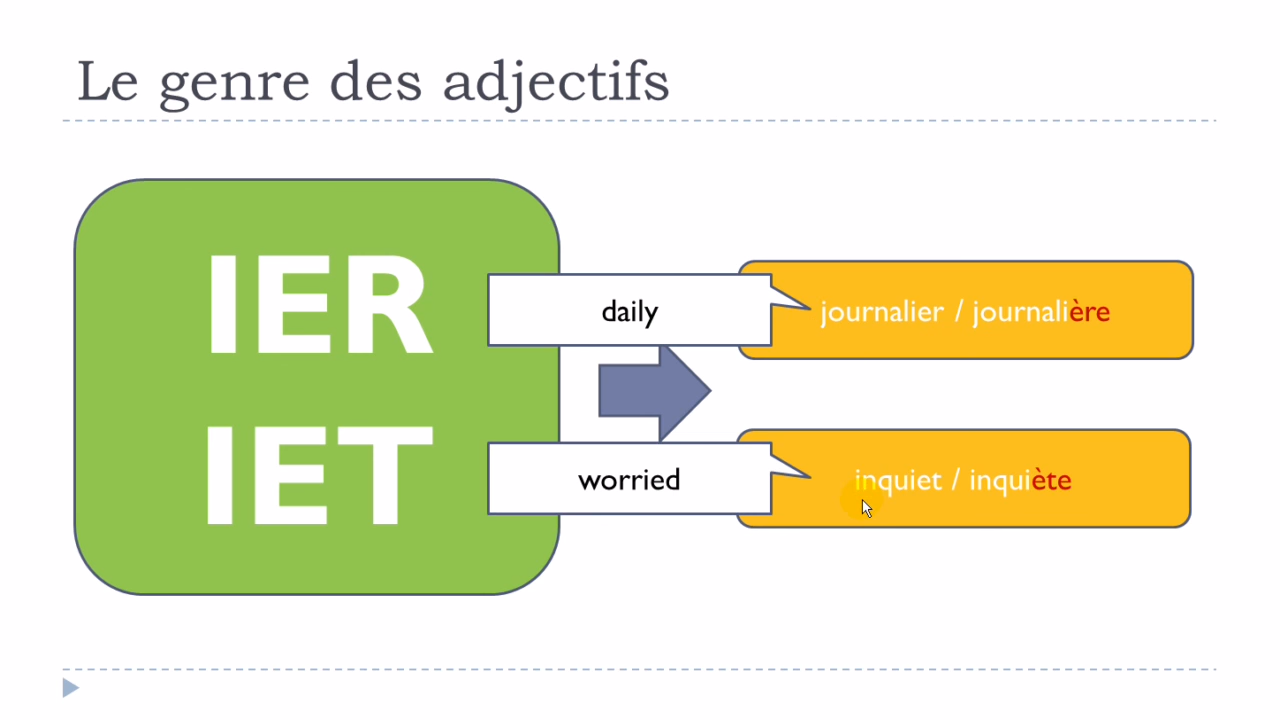 Le genre des adjectifs
IER
IET
daily
journalier / journalière
worried
inquiet / inquiète